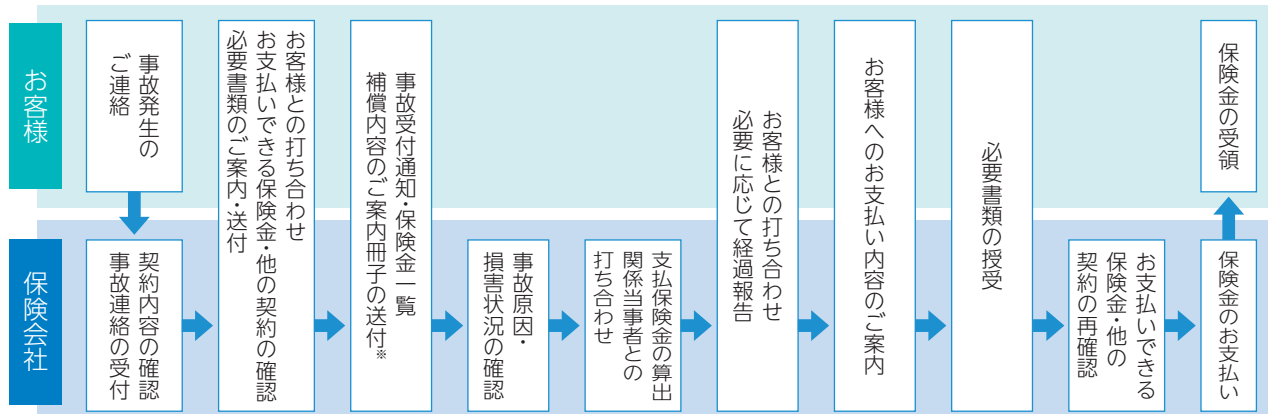 お客様
事故発生の
ご連絡
お客様との打ち合わせ
お支払いできる保険金・他の契約の確認
必要書類のご案内・送付
事故受付通知・保険金一覧
補償内容のご案内冊子の送付※
お客様との打ち合わせ
必要に応じて経過報告
お客様へのお支払い内容のご案内
必要書類の授受
保険金の受領
保険会社
契約内容の確認
事故連絡の受付
事故原因・
損害状況の確認
支払保険金の算出
関係当事者との
打ち合わせ
お支払いできる
保険金・他の
契約の再確認
保険金のお支払い